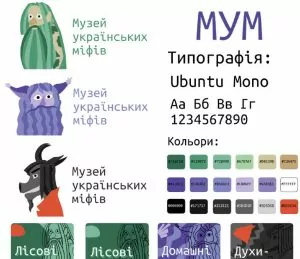 Музей
українських
міфів
Музей
українських
міфів
Музей
українських
міфів
МУМ
Типографія:
Ubuntu Mono
Аа Бб Вв Гг
1234567890
Кольори:
Лісові
Лісові
Домашні
Духи-